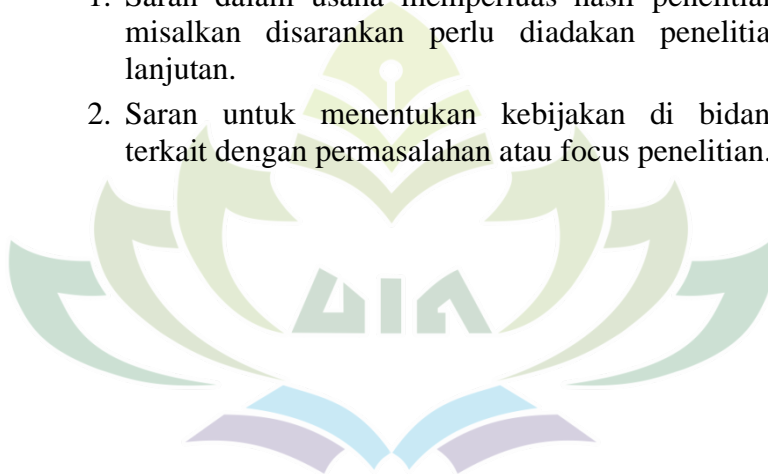 1. Saran dalam usaha memperluas hasil penelitian
misalkan disarankan perlu diadakan penelitia
lanjutan.
2. Saran untuk menentukan kebijakan di bidan
terkait dengan permasalahan atau focus penelitian.
UIN